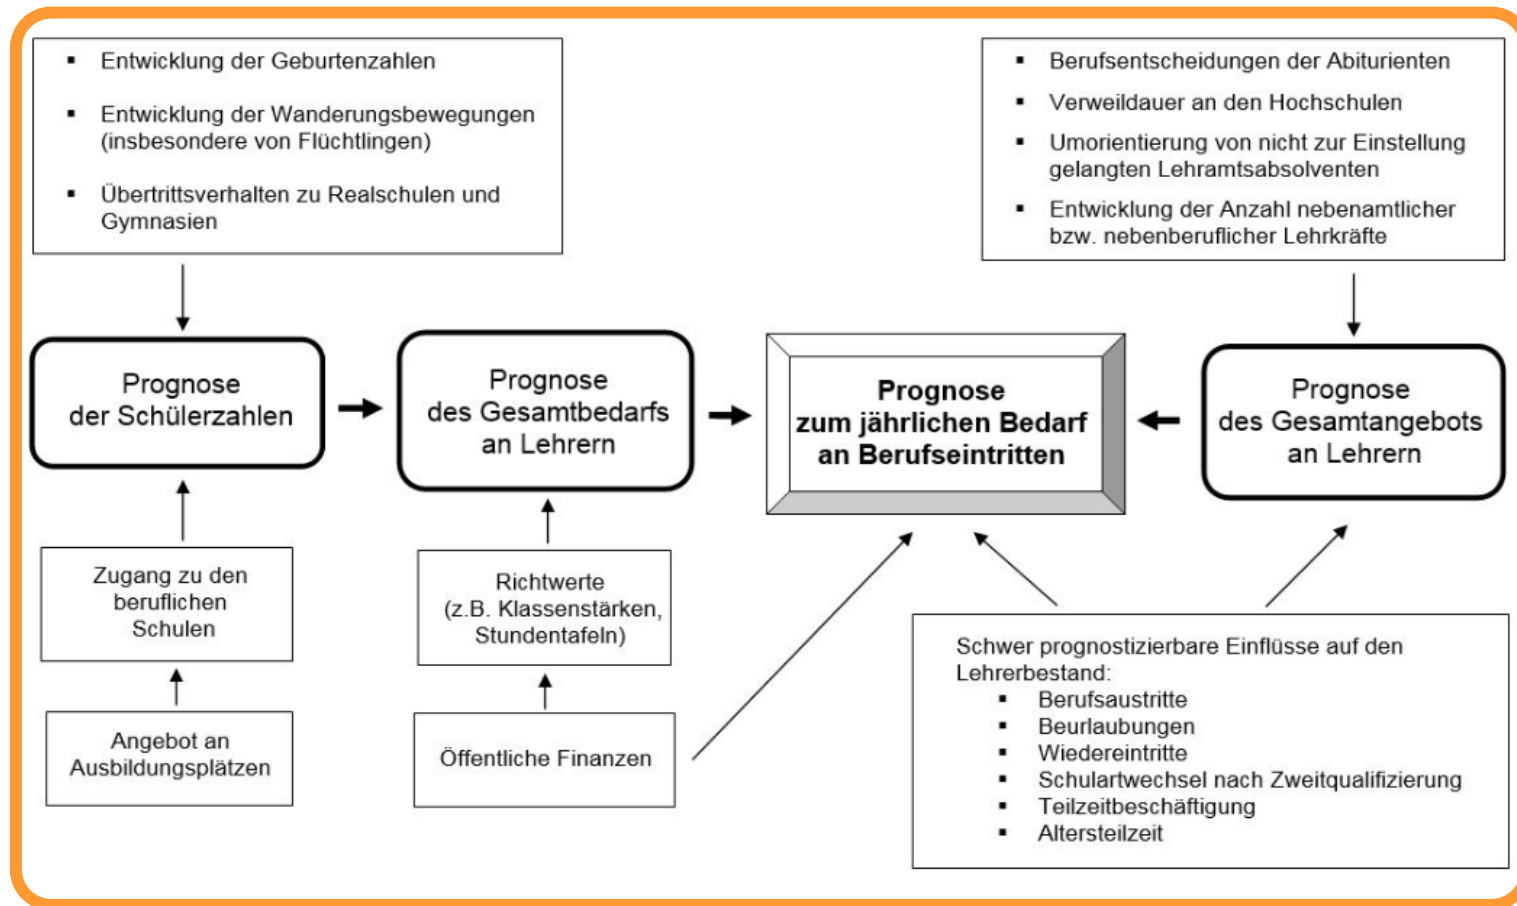 ▪ Entwicklung der Geburtenzahlen
▪ Entwicklung der Wanderungsbewegungen
(insbesondere von Flüchtlingen)
▪ Übertrittsverhalten zu Realschulen und
Gymnasien
▪ Berufsentscheidungen der Abiturienten
▪ Verweildauer an den Hochschulen
▪ Umorientierung von nicht zur Einstellung
gelangten Lehramtsabsolventen
▪ Entwicklung der Anzahl nebenamtlicher
bzw. nebenberuflicher Lehrkräfte
Prognose
der Schülerzahlen
Prognose
des Gesamtbedarfs
an Lehrern
Prognose
zum jährlichen Bedarf
an Berufseintritten
Prognose
des Gesamtangebots
an Lehrern
Zugang zu den
beruflichen
Schulen
Richtwerte
(z.B. Klassenstärken,
Stundentafeln)
Angebot an
Ausbildungsplätzen
Öffentliche Finanzen
Schwer prognostizierbare Einflüsse auf den
Lehrerbestand:
▪ Berufsaustritte
▪ Beurlaubungen
▪ Wiedereintritte
▪ Schulartwechsel nach Zweitqualifizierung
▪ Teilzeitbeschäftigung
▪ Altersteilzeit